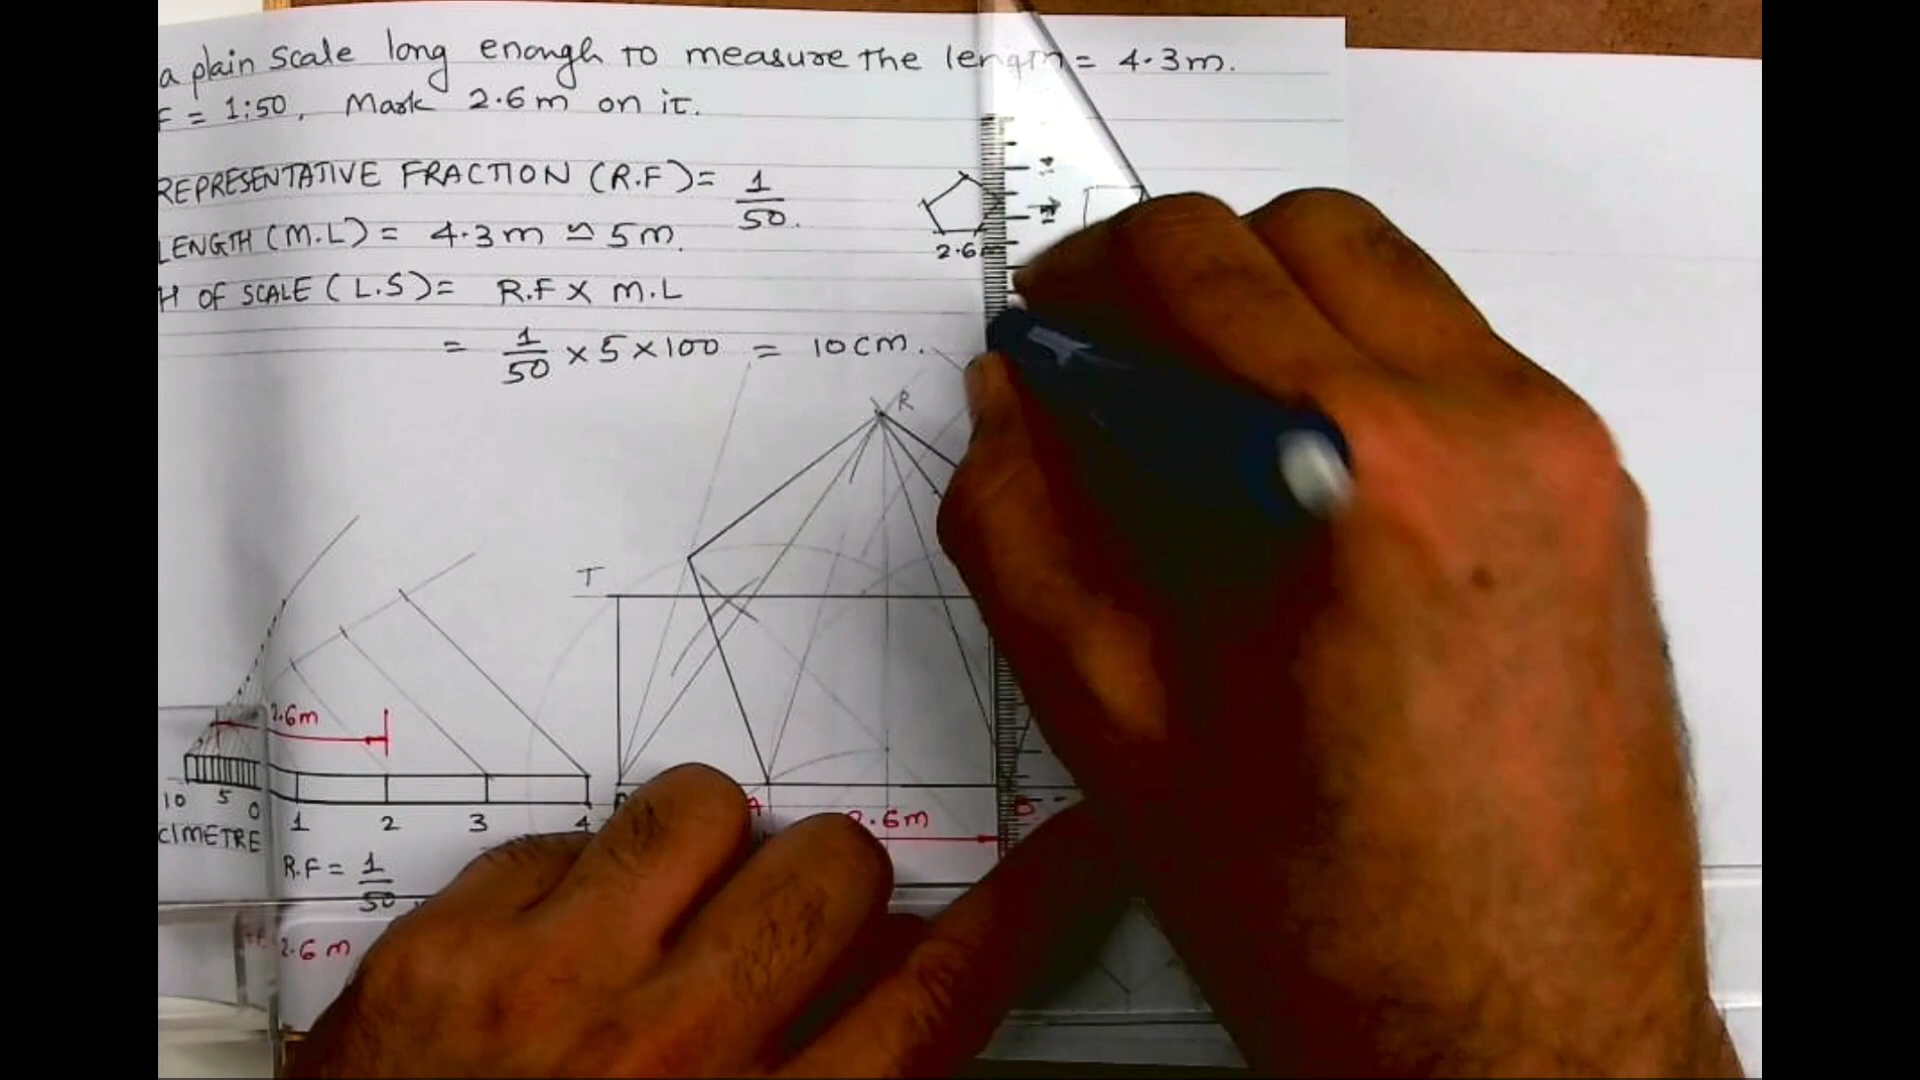 a plain scale long enough to measure the length = 4.3m.
F = 1:50, Mark 2.6m on it.
REPRESENTATIVE FRACTION (R.F) = 1/50.
LENGTH (M.L) = 4.3m ≃ 5m.
H OF SCALE (L.S) = R.F X M.L
= 1/50 × 5 × 100 = 10cm.
2.6m
R
T
2.6m
10 5 0 1 2 3 4
CIMETRE
A 2.6m B
R.F = 1/50
2.6m